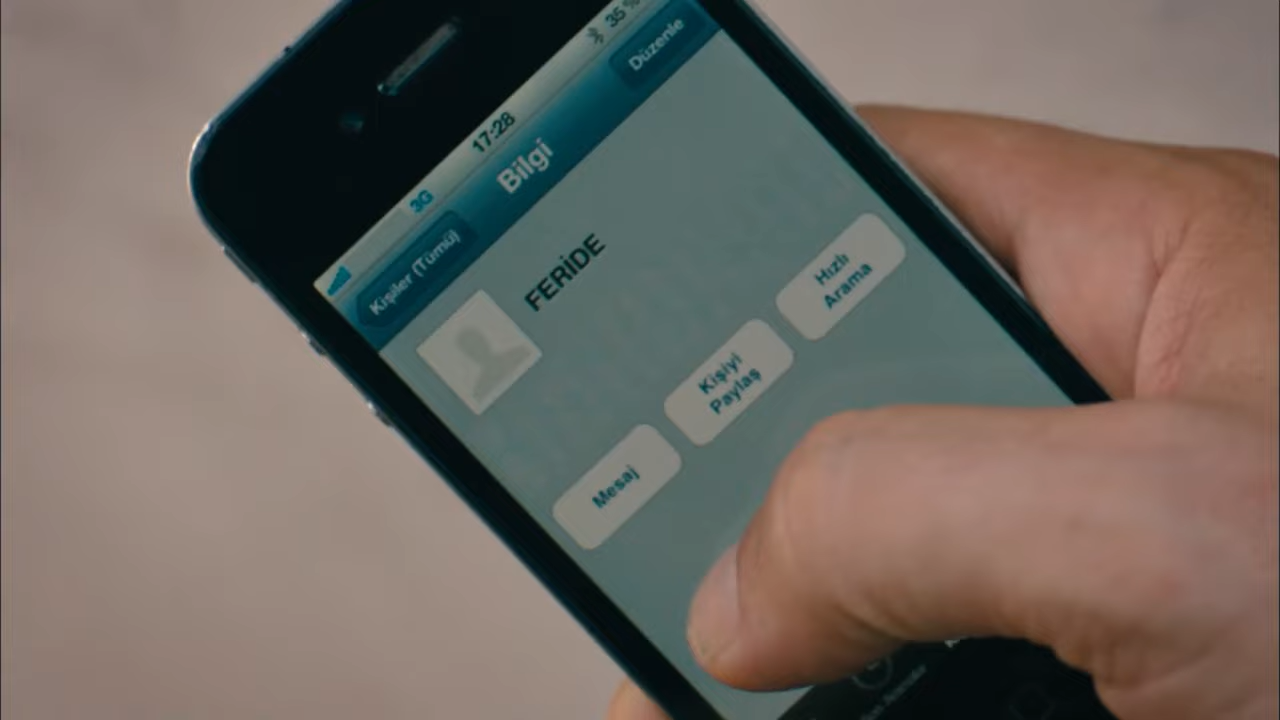 3G 17:28 35 %
Kişiler (Tümü) Bilgi Düzenle
FERİDE
Mesaj
Kişiyi
Paylaş
Hızlı
Arama